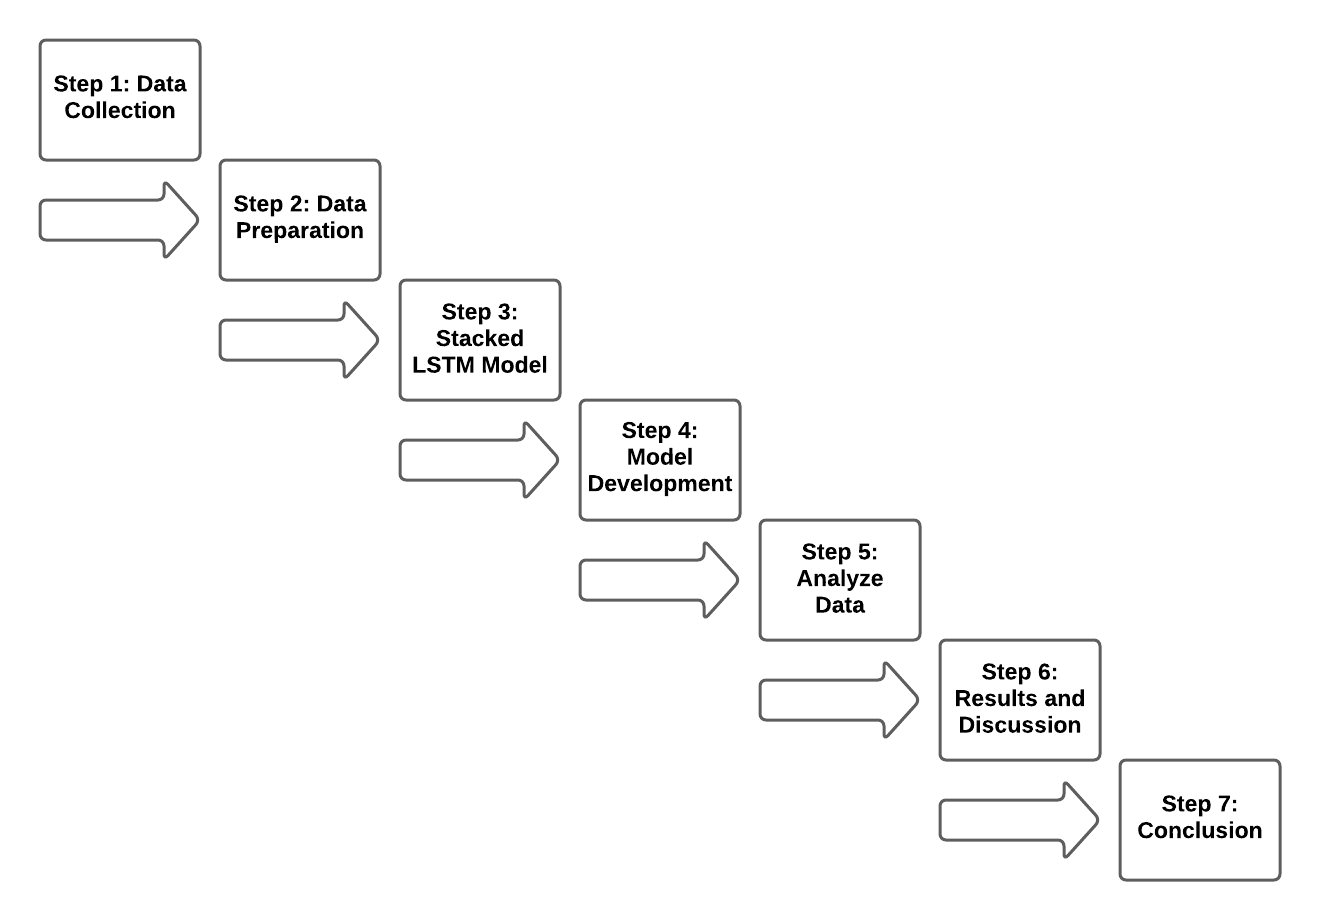 Step 1: Data
Collection
Step 2: Data
Preparation
Step 3:
Stacked
LSTM Model
Step 4:
Model
Development
Step 5:
Analyze
Data
Step 6:
Results and
Discussion
Step 7:
Conclusion